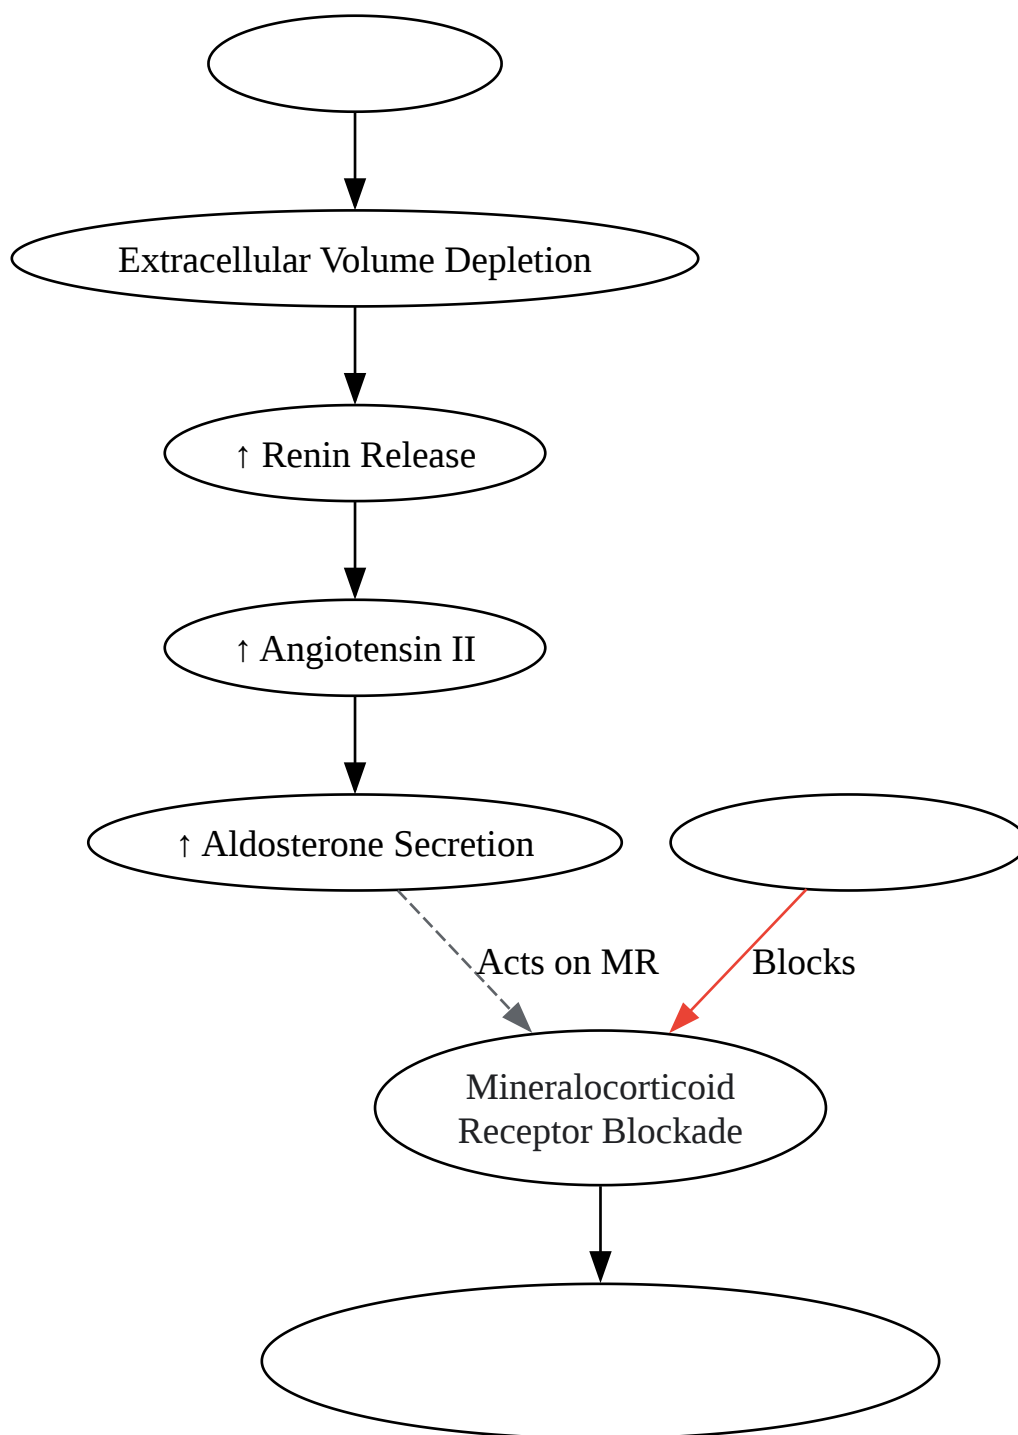 Extracellular Volume Depletion
↑ Renin Release
↑ Angiotensin II
↑ Aldosterone Secretion
Acts on MR
Blocks
Mineralocorticoid
Receptor Blockade